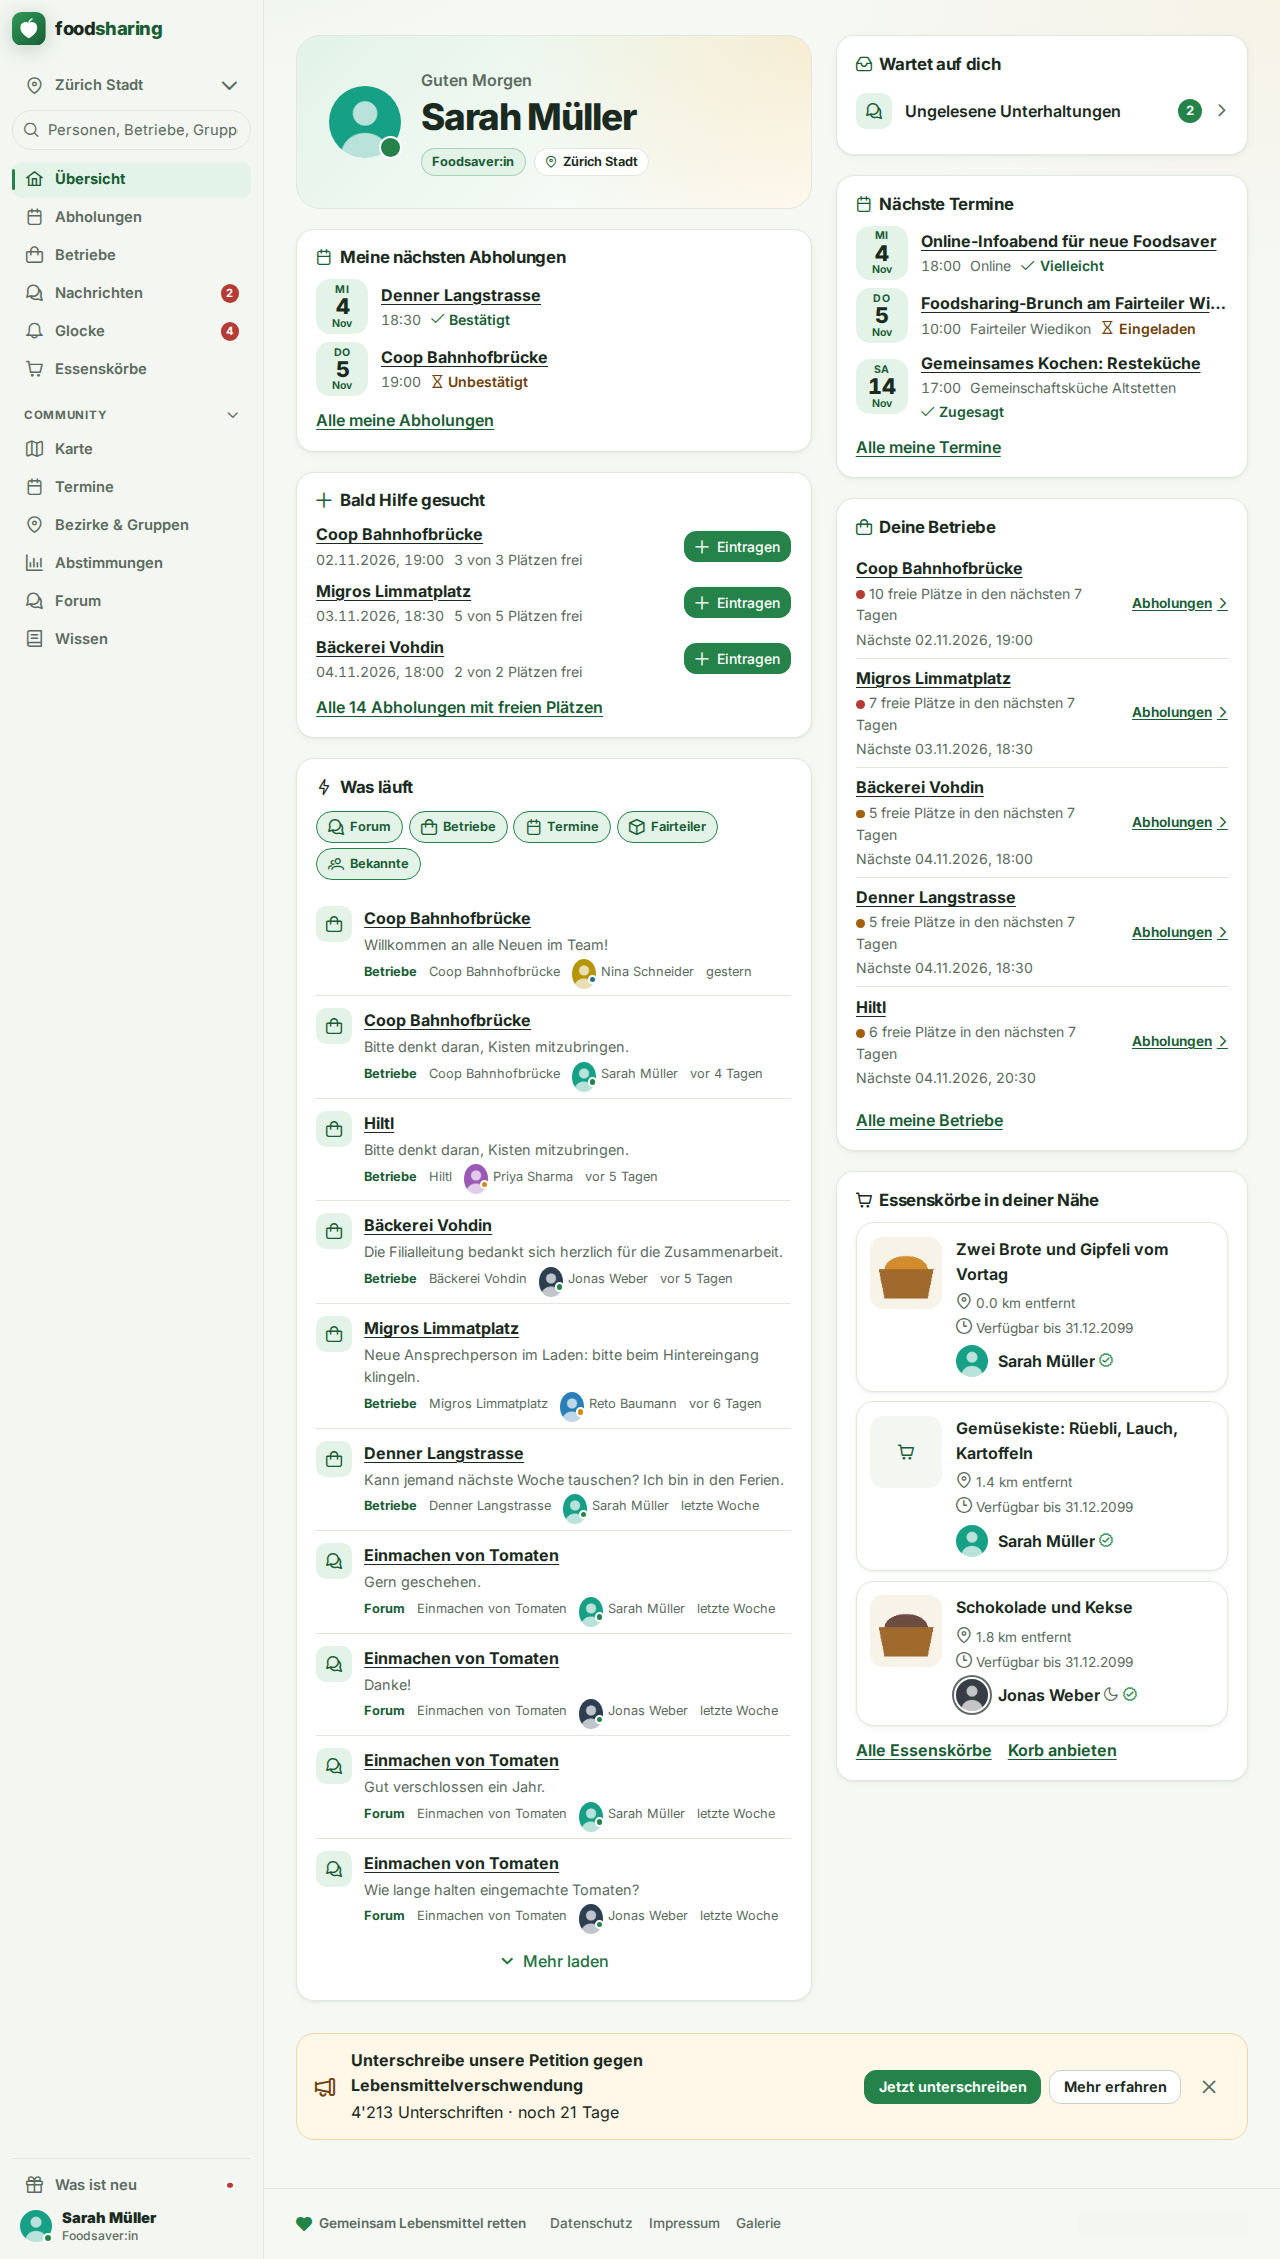 foodsharing
Zürich Stadt
Personen, Betriebe, Grupp
Übersicht
Abholungen
Betriebe
Nachrichten 2
Glocke 4
Essenskörbe
COMMUNITY
Karte
Termine
Bezirke & Gruppen
Abstimmungen
Forum
Wissen
Was ist neu
Sarah Müller
Foodsaver:in
Guten Morgen
Sarah Müller
Foodsaver:in Zürich Stadt
Meine nächsten Abholungen
MI
4
Nov
Denner Langstrasse
18:30 Bestätigt
DO
5
Nov
Coop Bahnhofbrücke
19:00 Unbestätigt
Alle meine Abholungen
Bald Hilfe gesucht
Coop Bahnhofbrücke
02.11.2026, 19:00 3 von 3 Plätzen frei
Eintragen
Migros Limmatplatz
03.11.2026, 18:30 5 von 5 Plätzen frei
Eintragen
Bäckerei Vohdin
04.11.2026, 18:00 2 von 2 Plätzen frei
Eintragen
Alle 14 Abholungen mit freien Plätzen
Was läuft
Forum Betriebe Termine Fairteiler
Bekannte
Coop Bahnhofbrücke
Willkommen an alle Neuen im Team!
Betriebe Coop Bahnhofbrücke Nina Schneider gestern
Coop Bahnhofbrücke
Bitte denkt daran, Kisten mitzubringen.
Betriebe Coop Bahnhofbrücke Sarah Müller vor 4 Tagen
Hiltl
Bitte denkt daran, Kisten mitzubringen.
Betriebe Hiltl Priya Sharma vor 5 Tagen
Bäckerei Vohdin
Die Filialleitung bedankt sich herzlich für die Zusammenarbeit.
Betriebe Bäckerei Vohdin Jonas Weber vor 5 Tagen
Migros Limmatplatz
Neue Ansprechperson im Laden: bitte beim Hintereingang
klingeln.
Betriebe Migros Limmatplatz Reto Baumann vor 6 Tagen
Denner Langstrasse
Kann jemand nächste Woche tauschen? Ich bin in den Ferien.
Betriebe Denner Langstrasse Sarah Müller letzte Woche
Einmachen von Tomaten
Gern geschehen.
Forum Einmachen von Tomaten Sarah Müller letzte Woche
Einmachen von Tomaten
Danke!
Forum Einmachen von Tomaten Jonas Weber letzte Woche
Einmachen von Tomaten
Gut verschlossen ein Jahr.
Forum Einmachen von Tomaten Sarah Müller letzte Woche
Einmachen von Tomaten
Wie lange halten eingemachte Tomaten?
Forum Einmachen von Tomaten Jonas Weber letzte Woche
Mehr laden
Wartet auf dich
Ungelesene Unterhaltungen 2
Nächste Termine
MI
4
Nov
Online-Infoabend für neue Foodsaver
18:00 Online Vielleicht
DO
5
Nov
Foodsharing-Brunch am Fairteiler Wi...
10:00 Fairteiler Wiedikon Eingeladen
SA
14
Nov
Gemeinsames Kochen: Resteküche
17:00 Gemeinschaftsküche Altstetten
Zugesagt
Alle meine Termine
Deine Betriebe
Coop Bahnhofbrücke
10 freie Plätze in den nächsten 7
Tagen
Nächste 02.11.2026, 19:00
Abholungen
Migros Limmatplatz
7 freie Plätze in den nächsten 7
Tagen
Nächste 03.11.2026, 18:30
Abholungen
Bäckerei Vohdin
5 freie Plätze in den nächsten 7
Tagen
Nächste 04.11.2026, 18:00
Abholungen
Denner Langstrasse
5 freie Plätze in den nächsten 7
Tagen
Nächste 04.11.2026, 18:30
Abholungen
Hiltl
6 freie Plätze in den nächsten 7
Tagen
Nächste 04.11.2026, 20:30
Abholungen
Alle meine Betriebe
Essenskörbe in deiner Nähe
Zwei Brote und Gipfeli vom
Vortag
0.0 km entfernt
Verfügbar bis 31.12.2099
Sarah Müller
Gemüsekiste: Rüebli, Lauch,
Kartoffeln
1.4 km entfernt
Verfügbar bis 31.12.2099
Sarah Müller
Schokolade und Kekse
1.8 km entfernt
Verfügbar bis 31.12.2099
Jonas Weber
Alle Essenskörbe Korb anbieten
Unterschreibe unsere Petition gegen
Lebensmittelverschwendung
4'213 Unterschriften · noch 21 Tage
Jetzt unterschreiben Mehr erfahren
Gemeinsam Lebensmittel retten Datenschutz Impressum Galerie